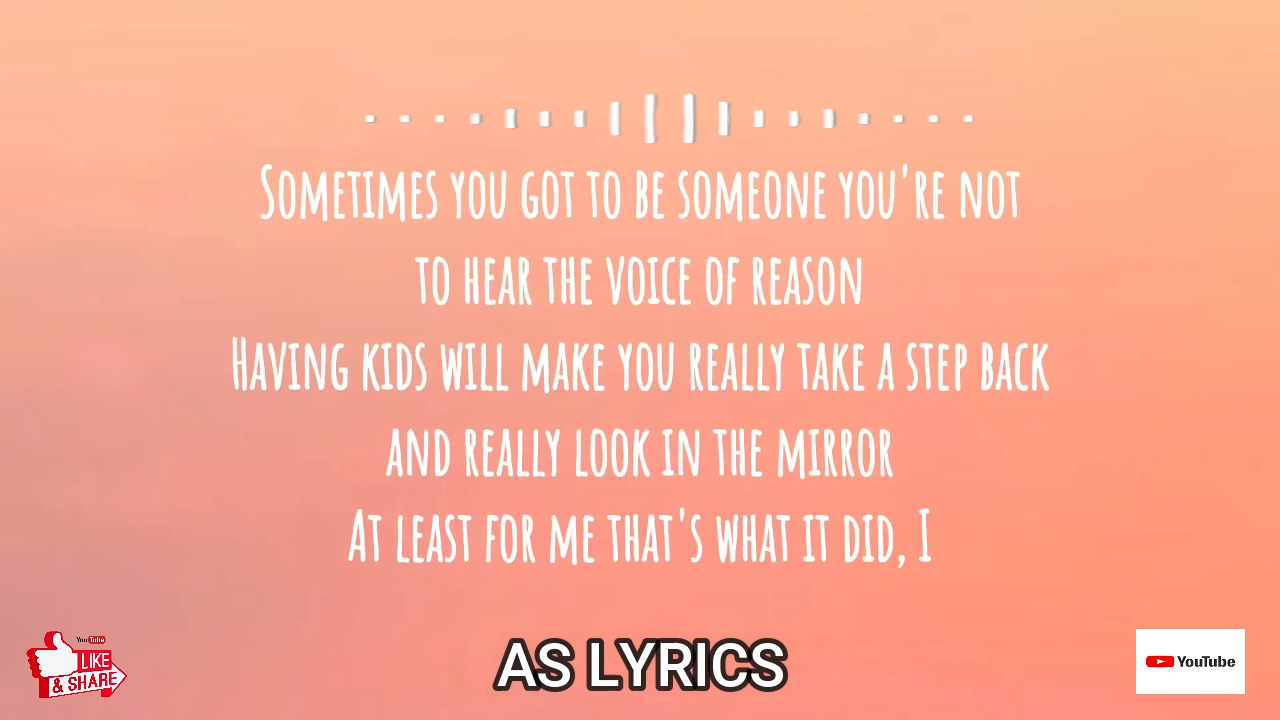 Sometimes you got to be someone you're not
to hear the voice of reason
Having kids will make you really take a step back
and really look in the mirror
At least for me that's what it did, I
YouTube
LIKE
& SHARE
AS LYRICS
YouTube